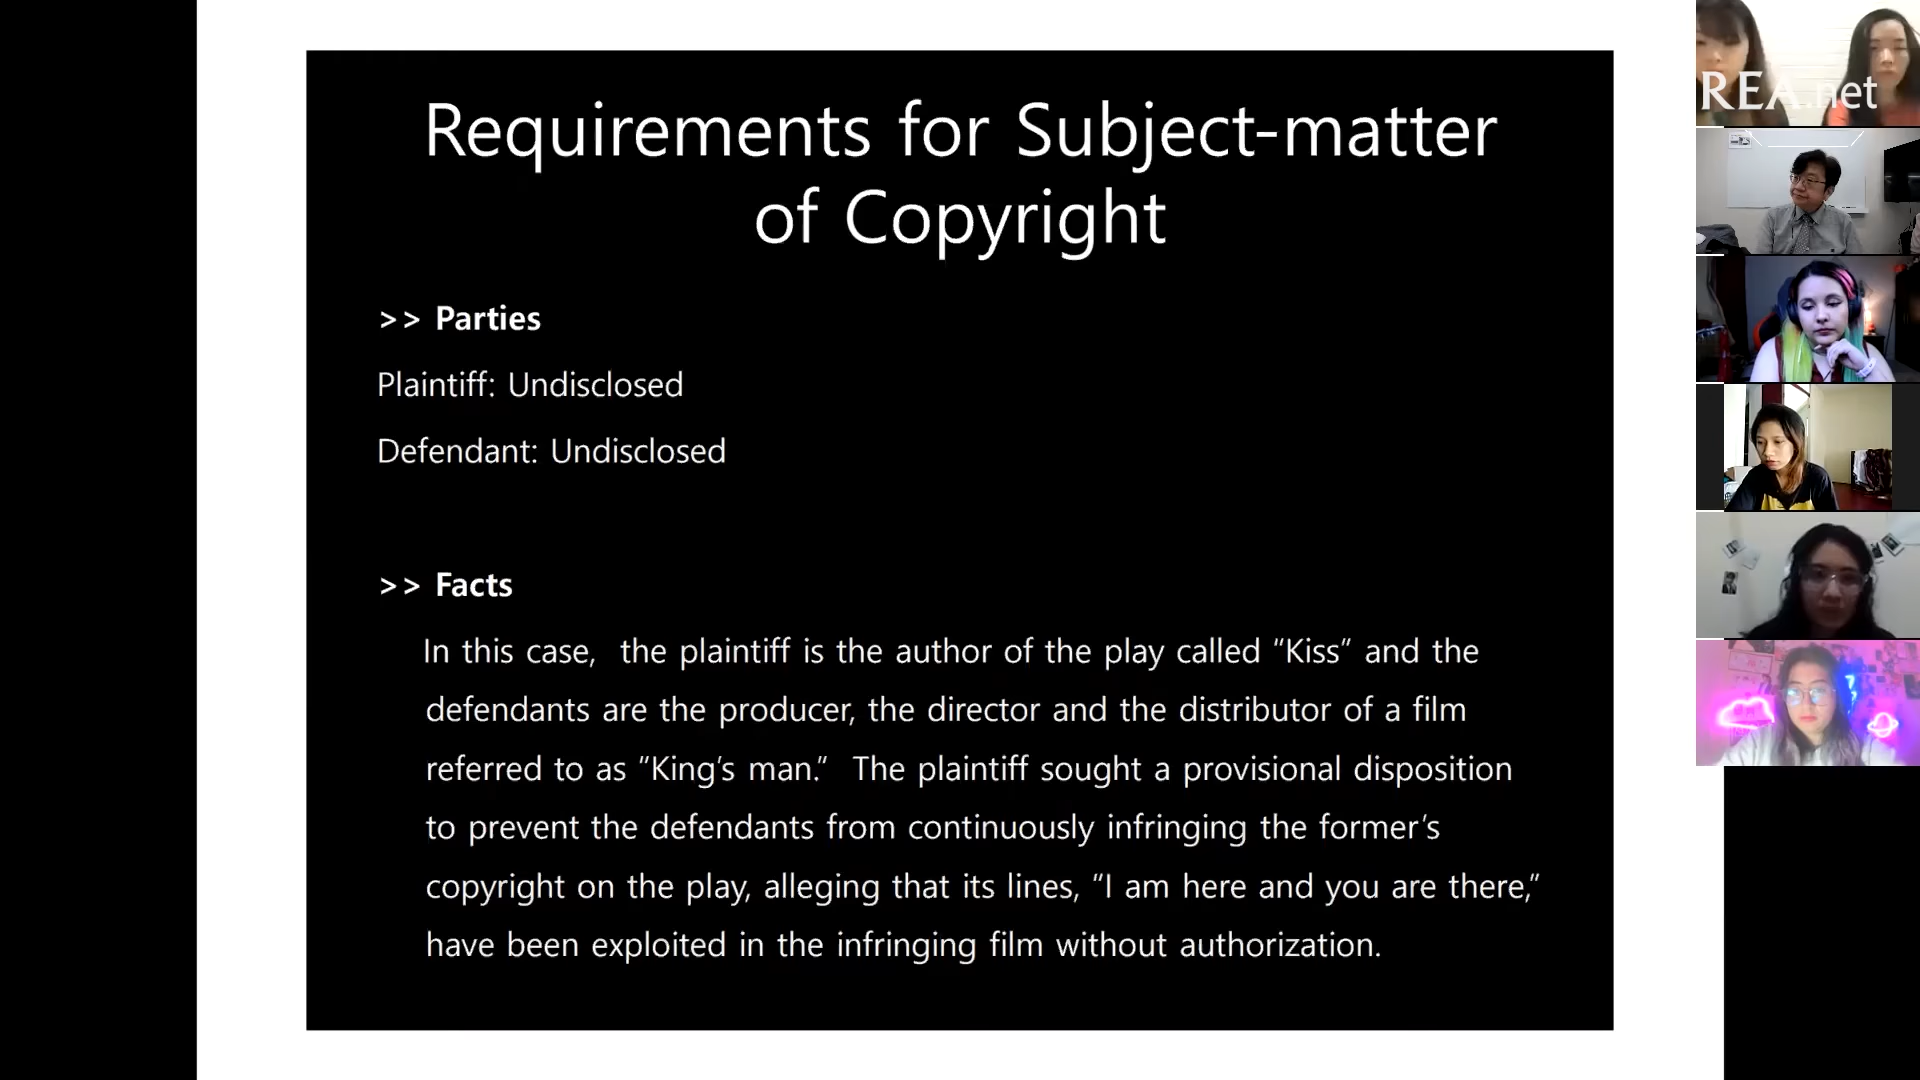 Requirements for Subject-matter
of Copyright
>> Parties
Plaintiff: Undisclosed
Defendant: Undisclosed
>> Facts
In this case,  the plaintiff is the author of the play called “Kiss” and the
defendants are the producer, the director and the distributor of a film
referred to as “King’s man.”  The plaintiff sought a provisional disposition
to prevent the defendants from continuously infringing the former’s
copyright on the play, alleging that its lines, “I am here and you are there,”
have been exploited in the infringing film without authorization.
REA.net